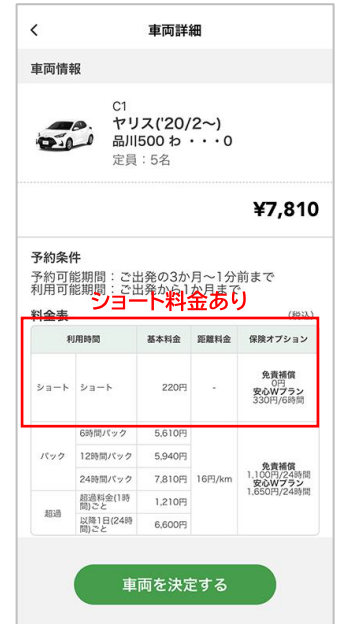 車両詳細
車両情報
C1
ヤリス('20/2～)
品川500 わ ・・・0
定員：5名
¥7,810
予約条件
予約可能期間：ご出発の3か月～1分前まで
利用可能期間：ご出発から1か月まで
ショート料金あり
料金表 (税込)
利用時間 基本料金 距離料金 保険オプション
ショート ショート 220円 - 免責補償
0円
安心Wプラン
330円/6時間
6時間パック 5,610円
パック 12時間パック 5,940円
24時間パック 7,810円 16円/km 免責補償
1,100円/24時間
安心Wプラン
1,650円/24時間
超過 超過料金(1時間)ごと 1,210円
以降1日(24時間)ごと 6,600円
車両を決定する